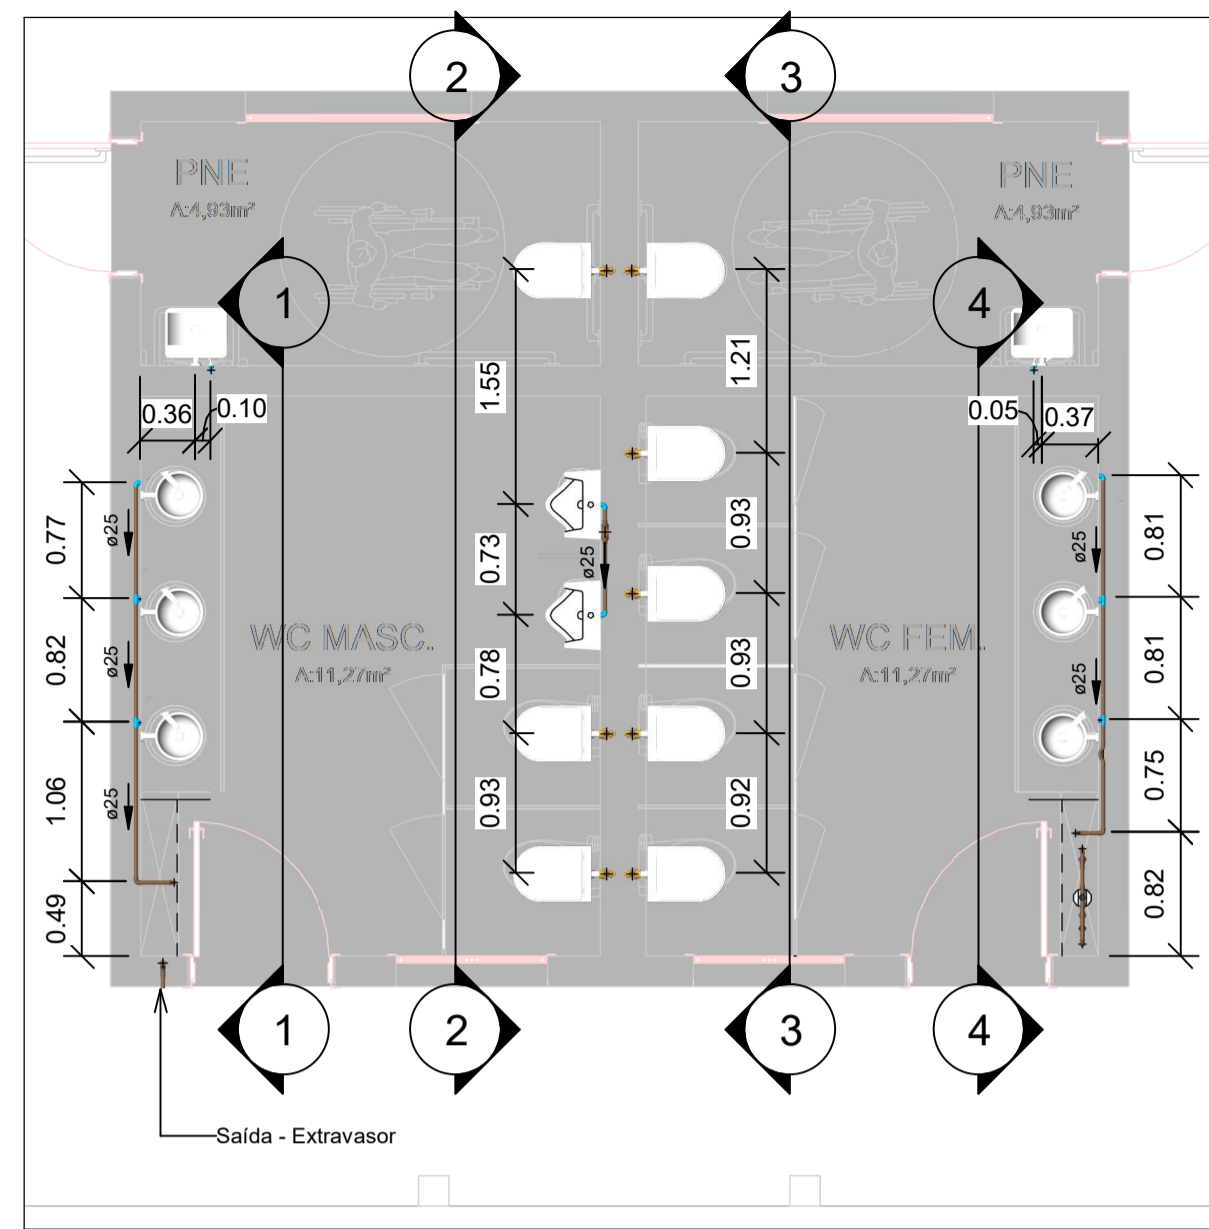 2
3
PNE
A:4,93m²
PNE
A:4,93m²
1
4
1.55
1.21
0.36
0.10
0.05
0.37
0.77
ø25
0.73
ø25
0.93
ø25
0.81
0.82
ø25
WC MASC.
A:11,27m²
0.78
0.93
WC FEM.
A:11,27m²
ø25
0.81
1.06
ø25
0.93
0.92
0.75
0.49
0.82
1
2
3
4
Saída - Extravasor